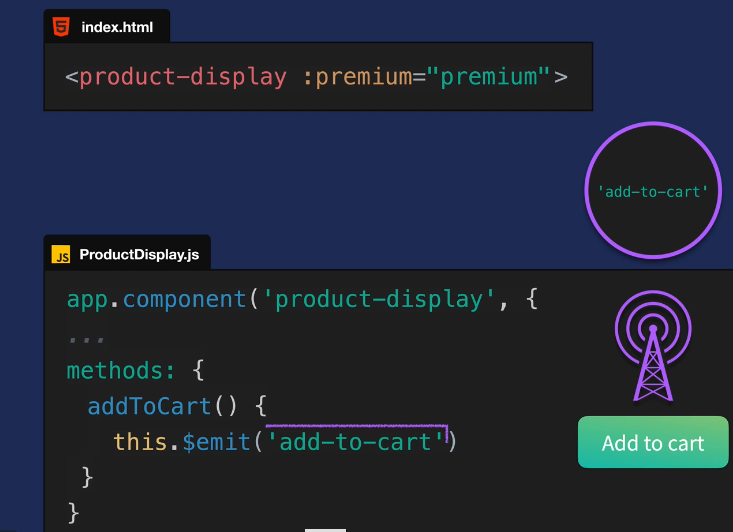 index.html
<product-display :premium="premium">
'add-to-cart'
JS ProductDisplay.js
app.component('product-display', {
...
methods: {
addToCart() {
this.$emit('add-to-cart')
}
}
Add to cart